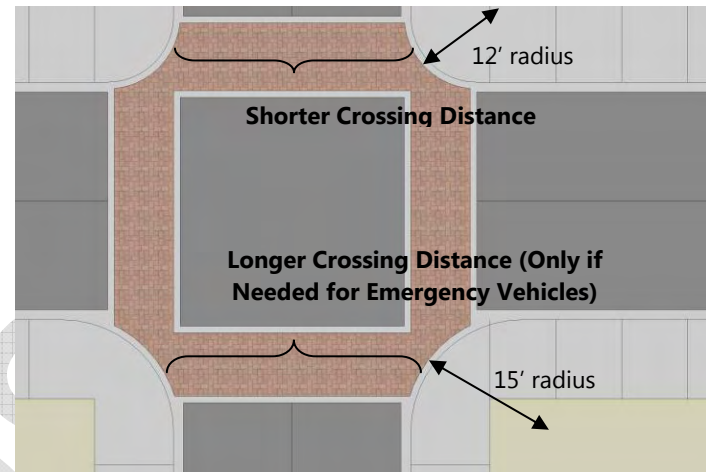 12’ radius
Shorter Crossing Distance
Longer Crossing Distance (Only if
Needed for Emergency Vehicles)
15’ radius